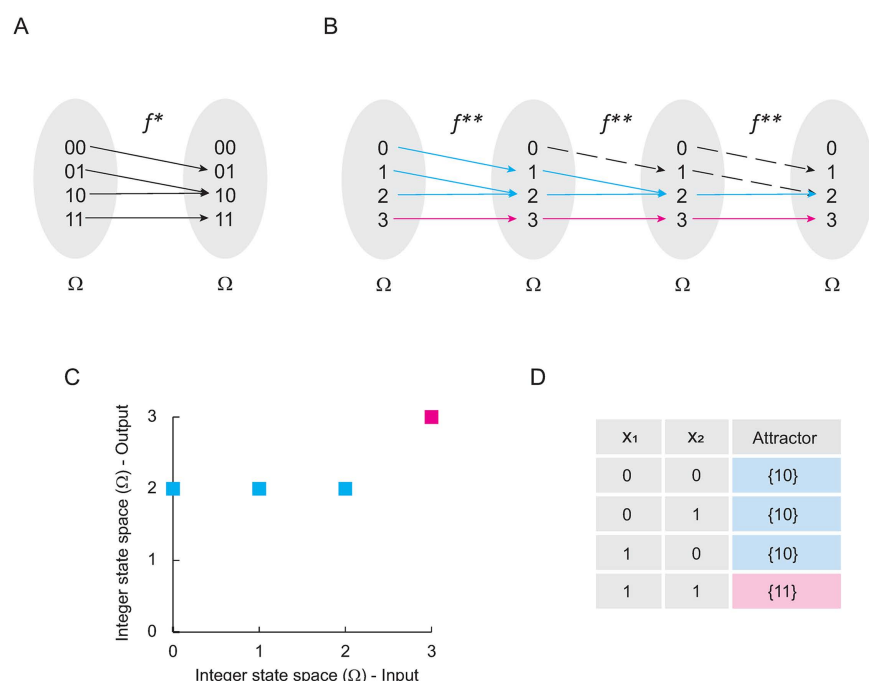 A
B
f*
f**
f**
f**
00 00 0 0 0 0
01 01 1 1 1 1
10 10 2 2 2 2
11 11 3 3 3 3
Ω Ω Ω Ω Ω Ω
C
D
Integer state space (Ω) - Output
3
2
1
0
0 1 2 3
Integer state space (Ω) - Input
X₁ X₂ Attractor
0 0 {10}
0 1 {10}
1 0 {10}
1 1 {11}